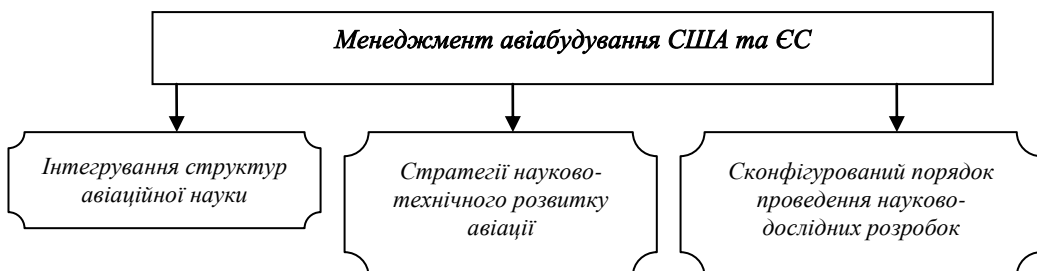 Менеджмент авіабудування США та ЄС
Інтегрування структур
авіаційної науки
Стратегії науково-
технічного розвитку
авіації
Сконфігурований порядок
проведення науково-
дослідних розробок